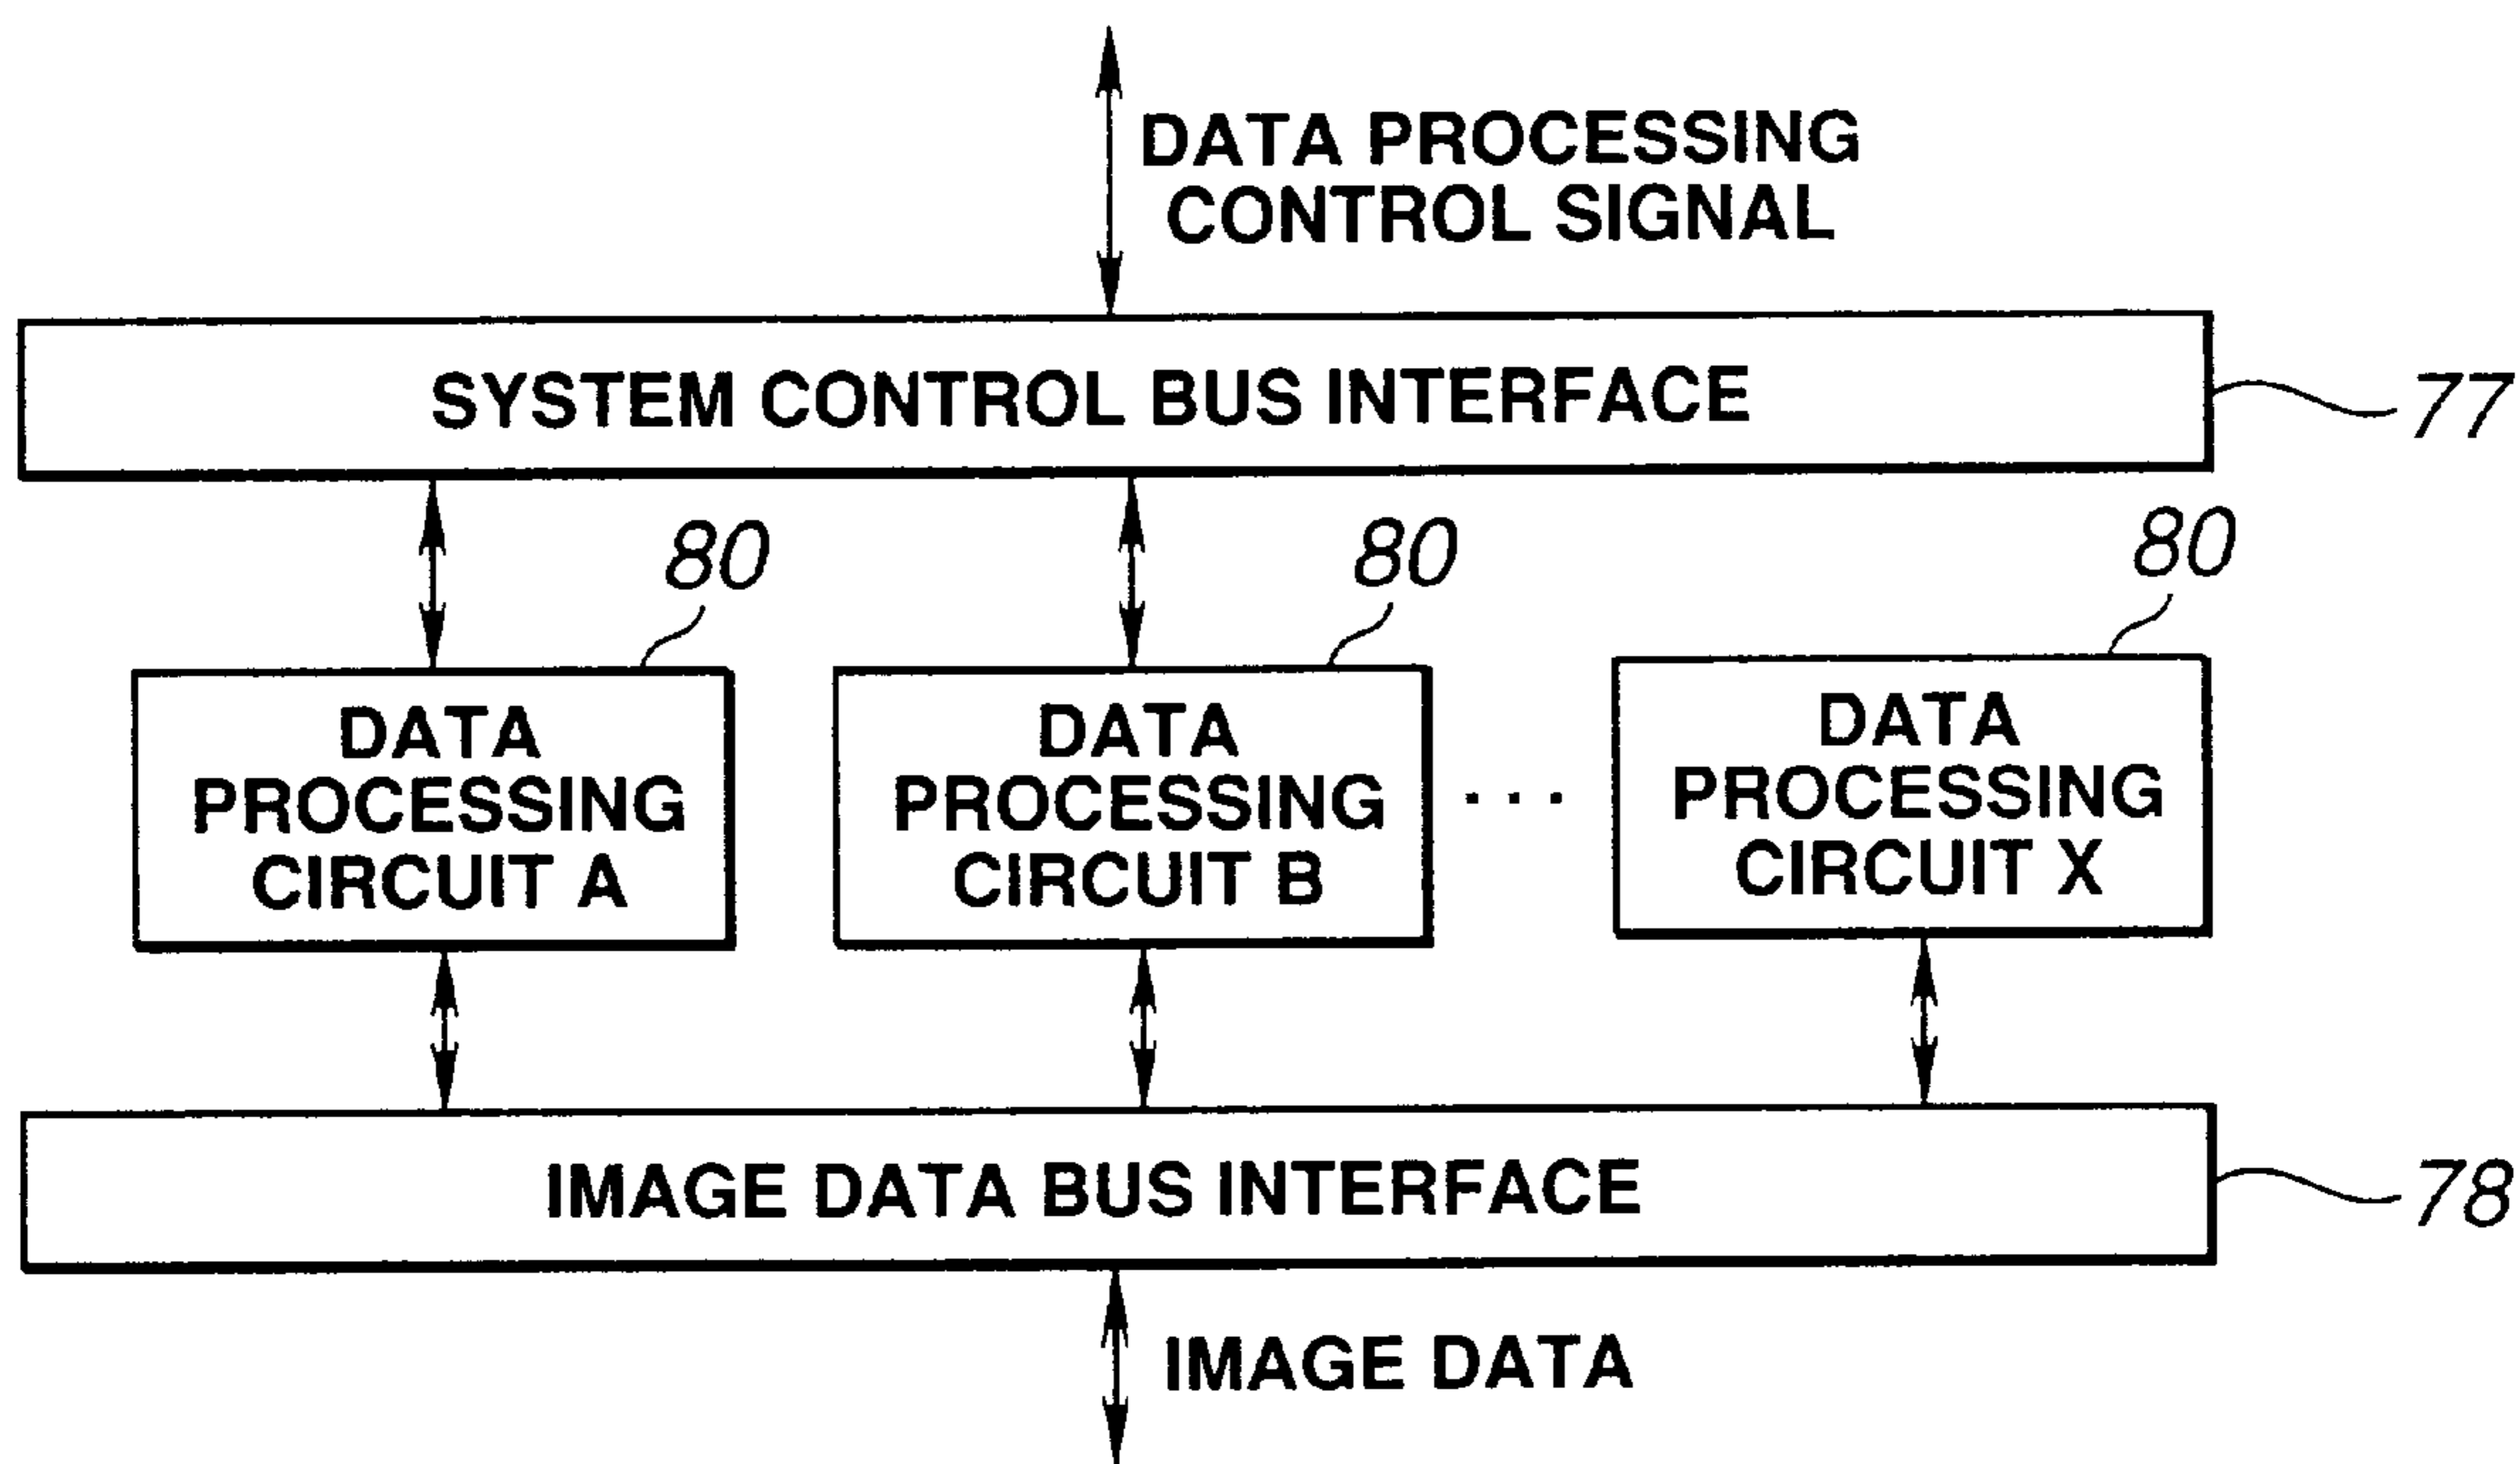 DATA PROCESSING
CONTROL SIGNAL
SYSTEM CONTROL BUS INTERFACE
77
80
80
80
DATA
PROCESSING
CIRCUIT A
DATA
PROCESSING
CIRCUIT B
...
DATA
PROCESSING
CIRCUIT X
IMAGE DATA BUS INTERFACE
78
IMAGE DATA